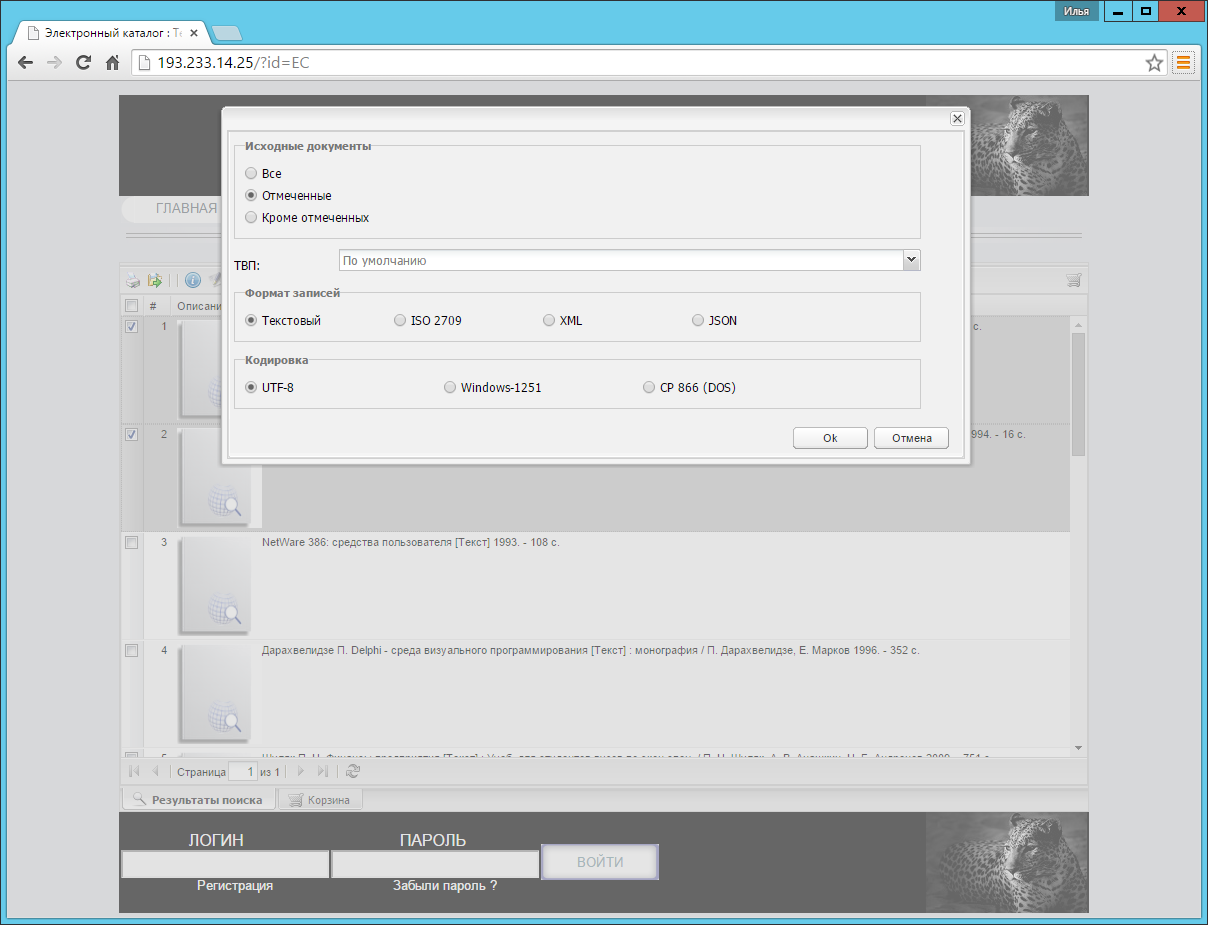 Илья
Электронный каталог : Те
193.233.14.25/?id=EC
ГЛАВНАЯ
Исходные документы
Все
Отмеченные
Кроме отмеченных
ТВП: По умолчанию
Формат записей
Текстовый ISO 2709 XML JSON
Кодировка
UTF-8 Windows-1251 CP 866 (DOS)
Ok Отмена
# Описани
1 с.
2 994. - 16 с.
3 NetWare 386: средства пользователя [Текст] 1993. - 108 с.
4 Дарахвелидзе П. Delphi - среда визуального программирования [Текст] : монография / П. Дарахвелидзе, Е. Марков 1996. - 352 с.
Страница 1 из 1
Результаты поиска Корзина
ЛОГИН ПАРОЛЬ
ВОЙТИ
Регистрация Забыли пароль ?